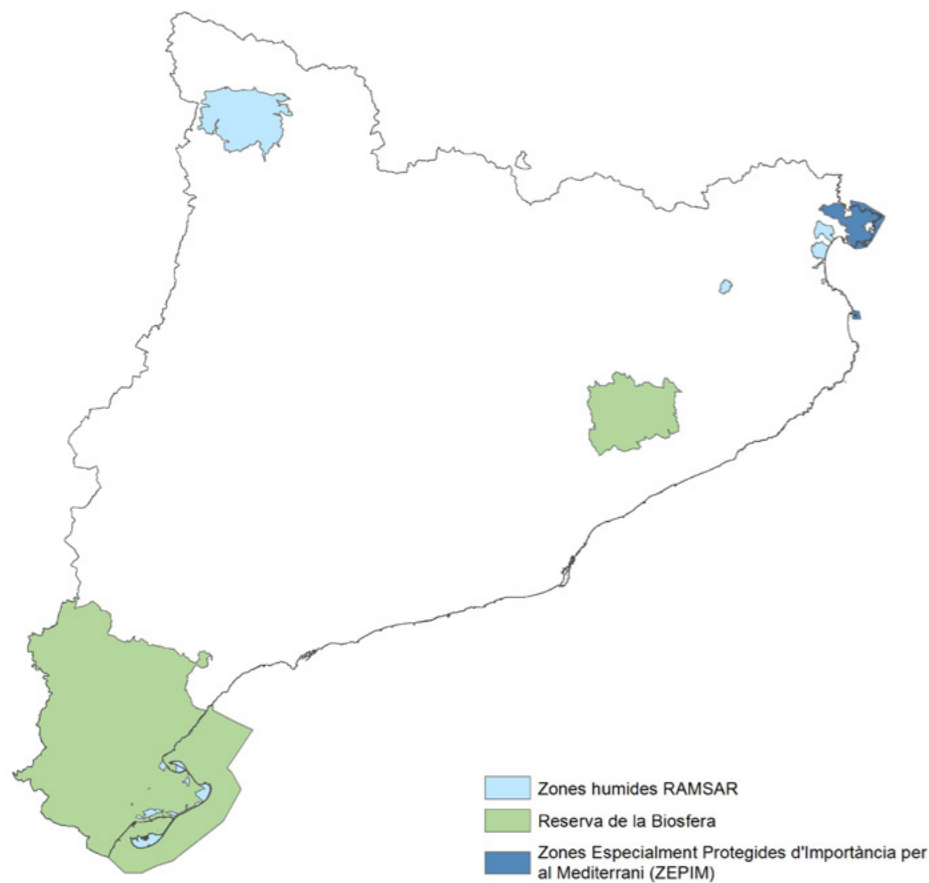 Zones humides RAMSAR
Reserva de la Biosfera
Zones Especialment Protegides d'Importància per
al Mediterrani (ZEPIM)